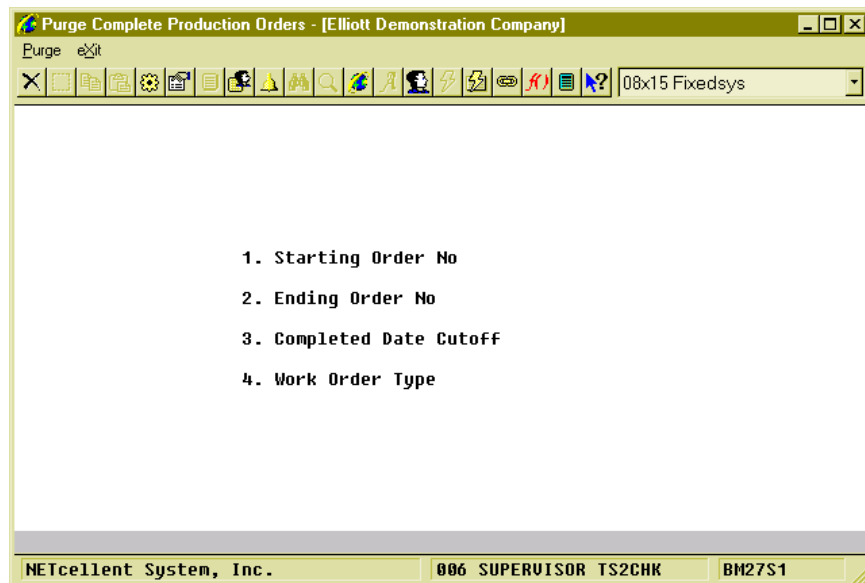 Purge Complete Production Orders - [Elliott Demonstration Company]
Purge eXit
08x15 Fixedsys
1. Starting Order No
2. Ending Order No
3. Completed Date Cutoff
4. Work Order Type
NETcellent System, Inc. 006 SUPERVISOR TS2CHK BM27S1